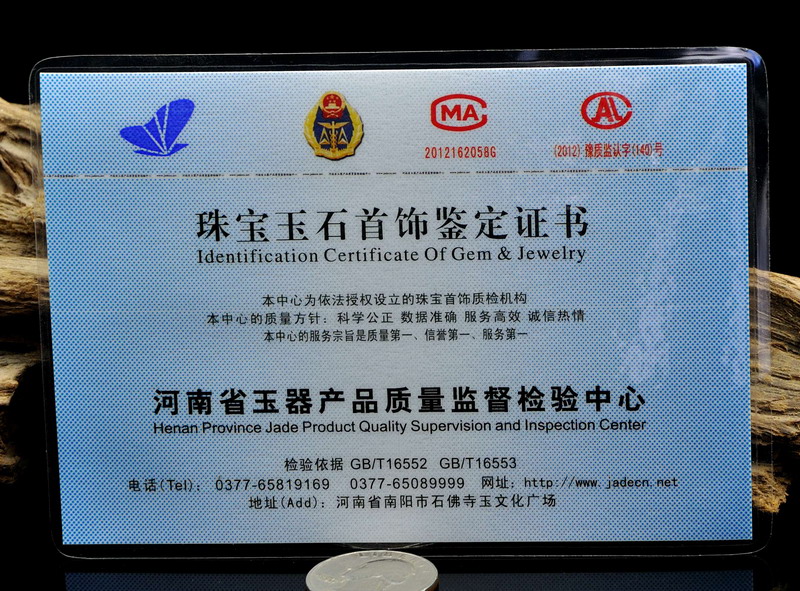 MA
2012162058G
AL
(2012) 豫质监认字(140)号
珠宝玉石首饰鉴定证书
Identification Certificate Of Gem & Jewelry
本中心为依法授权设立的珠宝首饰质检机构
本中心的质量方针：科学公正 数据准确 服务高效 诚信热情
本中心的服务宗旨是质量第一、信誉第一、服务第一
河南省玉器产品质量监督检验中心
Henan Province Jade Product Quality Supervision and Inspection Center
检验依据 GB/T16552 GB/T16553
电话(Tel)： 0377-65819169 0377-65089999 网址：http://www.jadecn.net
地址(Add)：河南省南阳市石佛寺玉文化广场